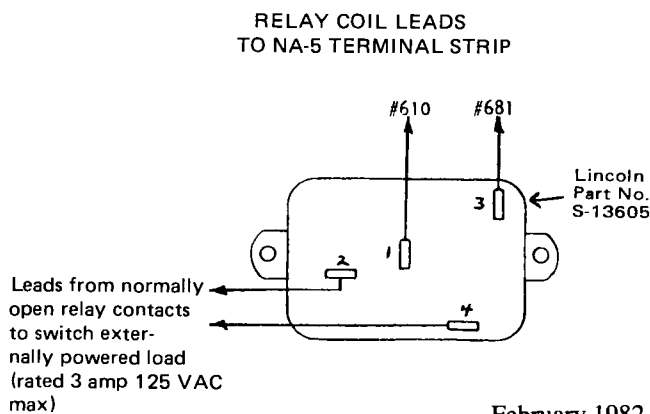 RELAY COIL LEADS
TO NA-5 TERMINAL STRIP
#610 #681
Lincoln
Part No.
S-13605
3
1
2
4
Leads from normally
open relay contacts
to switch exter-
nally powered load
(rated 3 amp 125 VAC
max)
February 1982